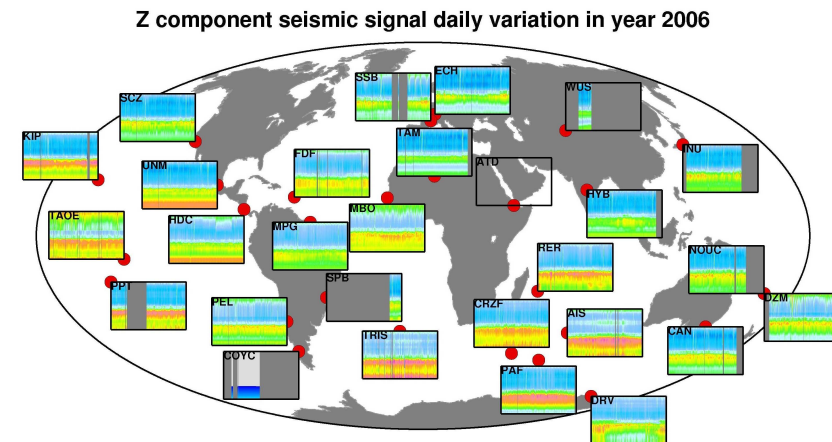 Z component seismic signal daily variation in year 2006
SSB
ECH
WUS
SCZ
KIP
TAM
INU
UNM
FDF
ATD
HYB
TAOE
HDC
MPG
MBO
RER
NOUC
PPT
SPB
PEL
CRZF
AIS
DZM
TRIS
CAN
COYC
PAF
DRV